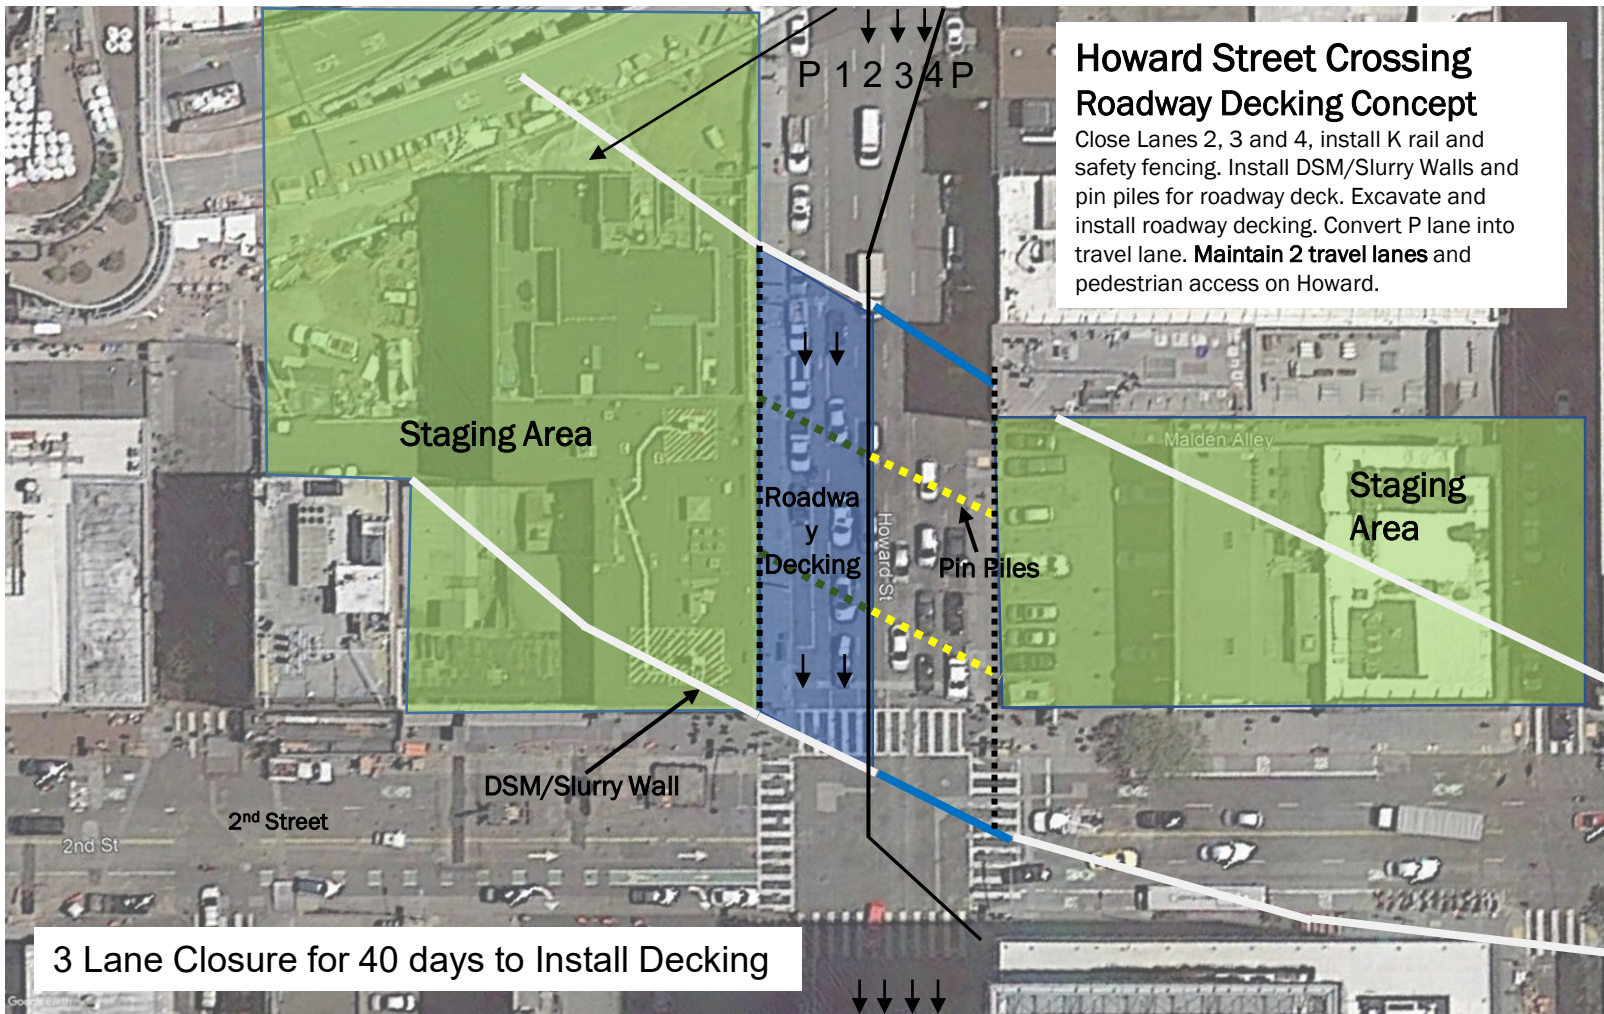 P 1 2 3 4 P
Howard Street Crossing
Roadway Decking Concept
Close Lanes 2, 3 and 4, install K rail and
safety fencing. Install DSM/Slurry Walls and
pin piles for roadway deck. Excavate and
install roadway decking. Convert P lane into
travel lane. Maintain 2 travel lanes and
pedestrian access on Howard.
Staging Area
Malden Alley
Staging
Area
Roadwa
y
Decking
Howard St
Pin Piles
DSM/Slurry Wall
2nd Street
2nd St
3 Lane Closure for 40 days to Install Decking
Google Earth